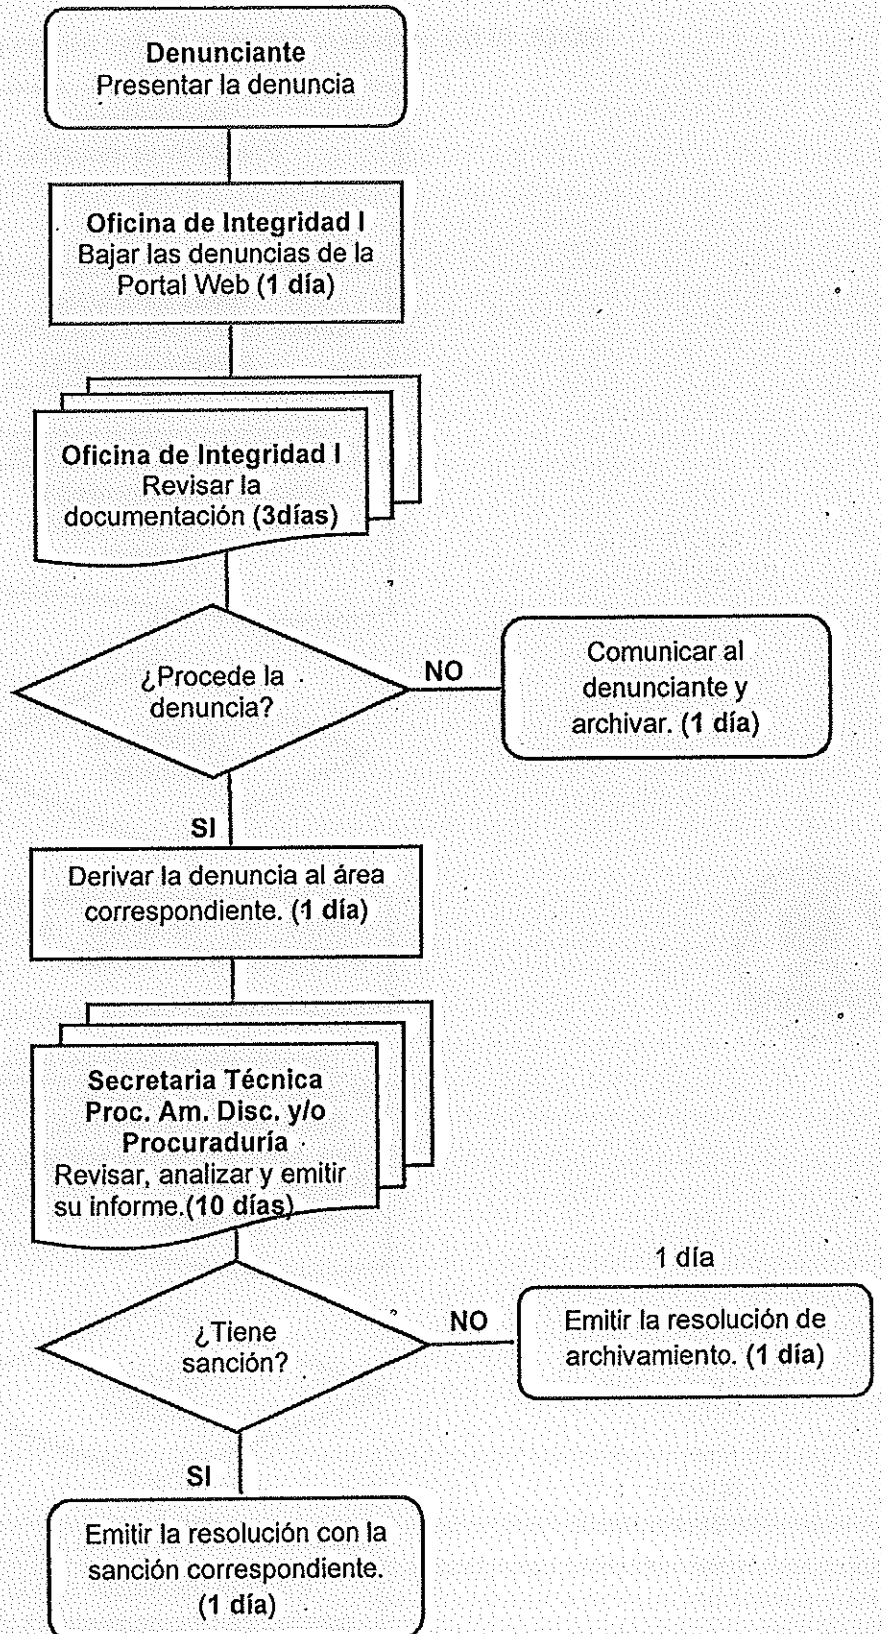 Denunciante
Presentar la denuncia
Oficina de Integridad I
Bajar las denuncias de la
Portal Web (1 día)
Oficina de Integridad I
Revisar la
documentación (3días)
¿Procede la
denuncia?
NO
Comunicar al
denunciante y
archivar. (1 día)
SI
Derivar la denuncia al área
correspondiente. (1 día)
Secretaria Técnica
Proc. Am. Disc. y/o
Procuraduría
Revisar, analizar y emitir
su informe.(10 días)
¿Tiene
sanción?
NO
1 día
Emitir la resolución de
archivamiento. (1 día)
SI
Emitir la resolución con la
sanción correspondiente.
(1 día)